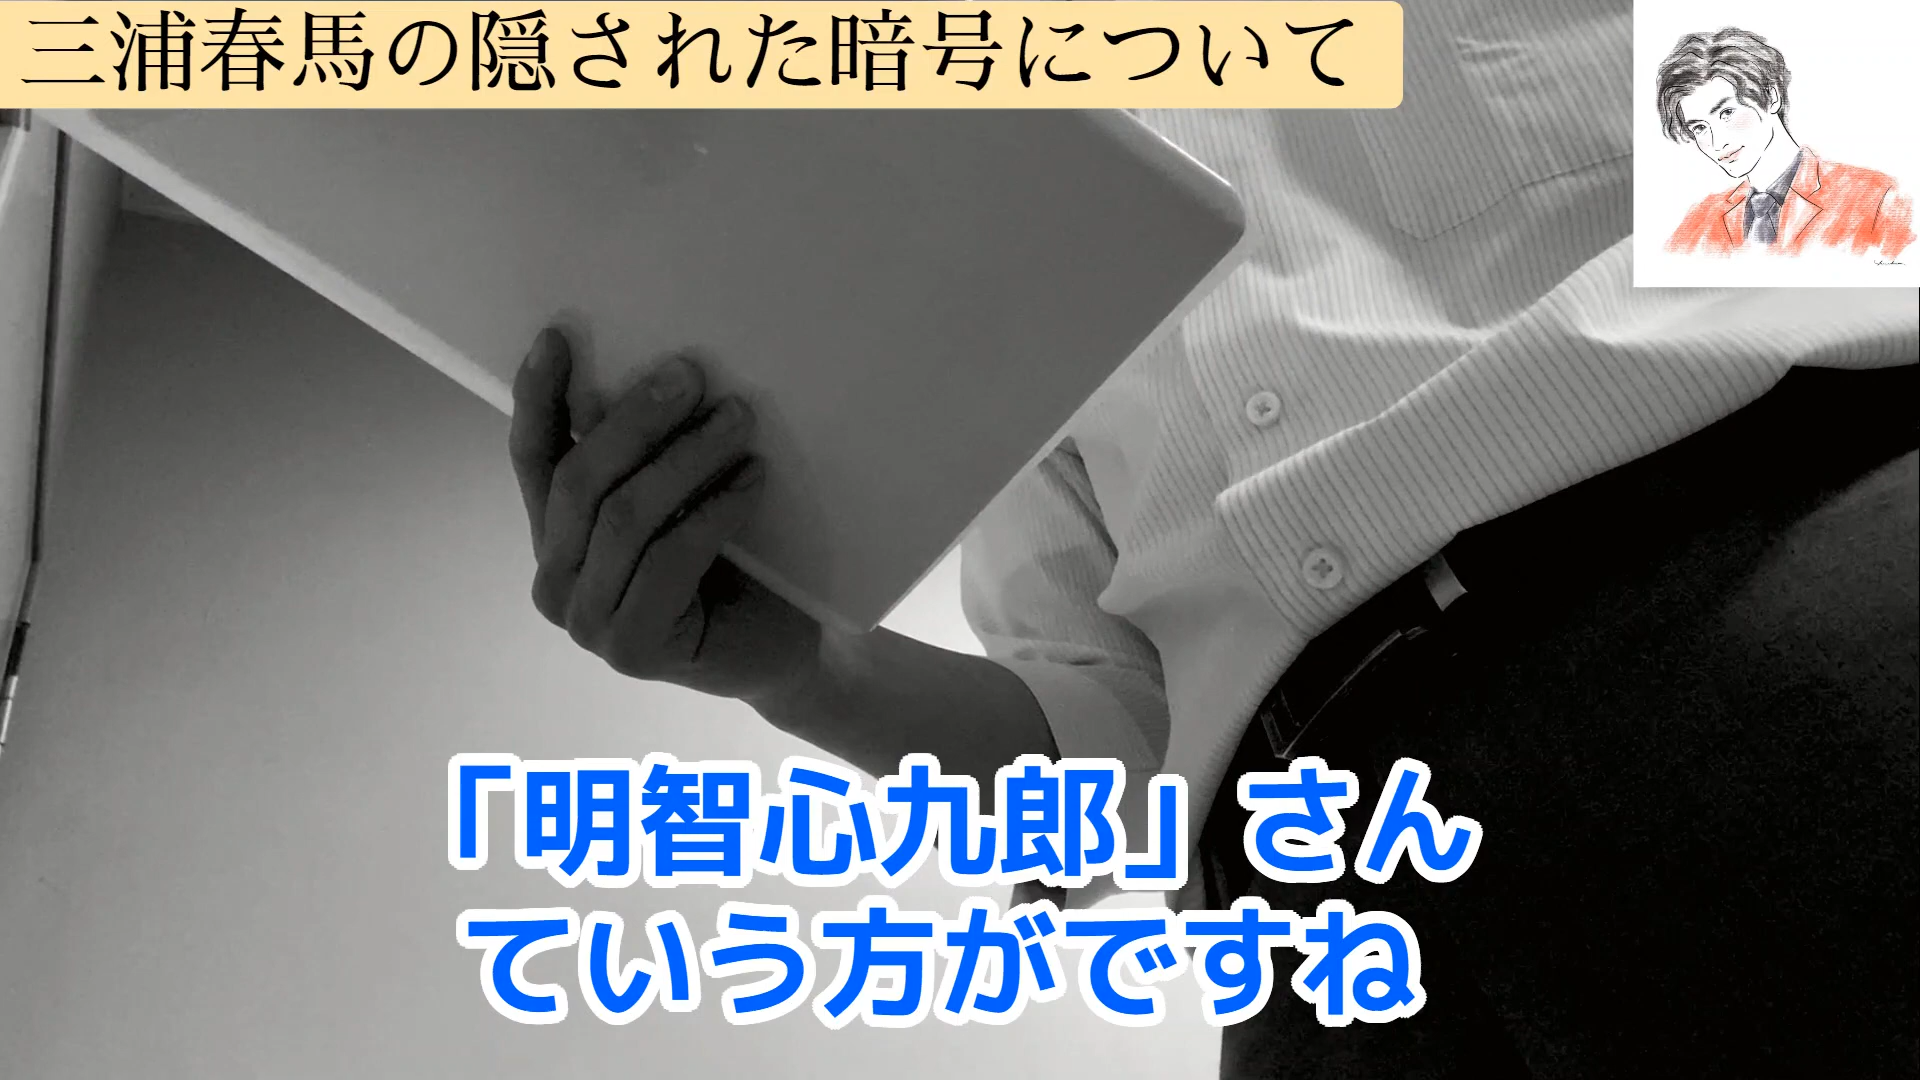 三浦春馬の隠された暗号について
「明智心九郎」さん
ていう方がですね